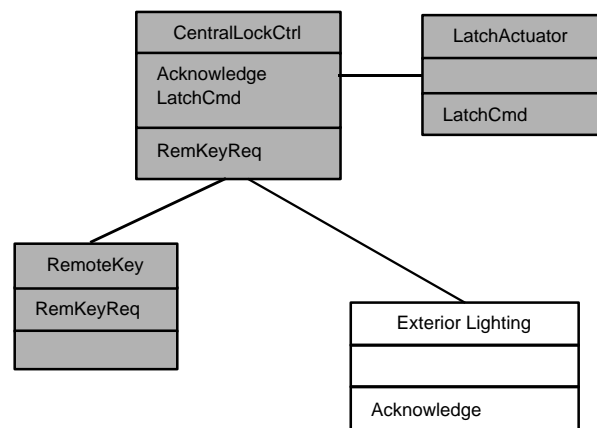 CentralLockCtrl
Acknowledge
LatchCmd
RemKeyReq
LatchActuator
LatchCmd
RemoteKey
RemKeyReq
Exterior Lighting
Acknowledge